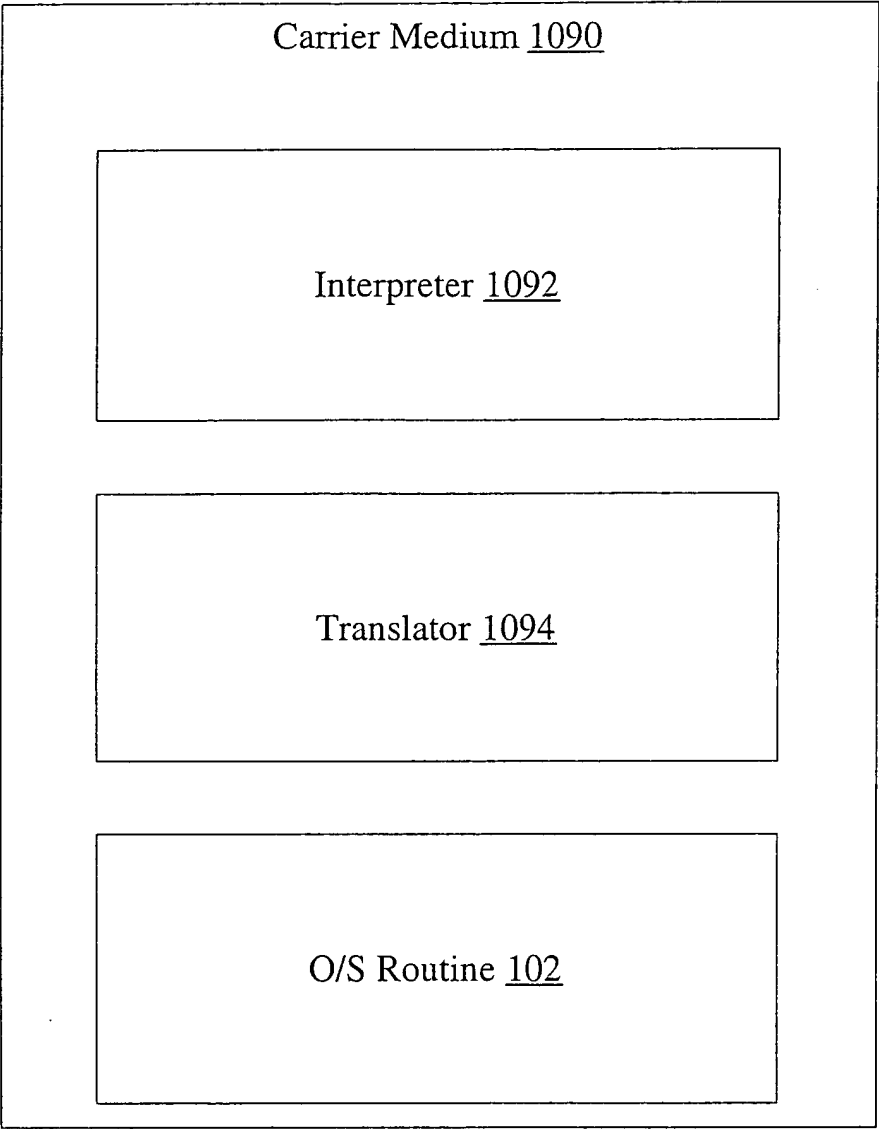 Carrier Medium 1090
Interpreter 1092
Translator 1094
O/S Routine 102